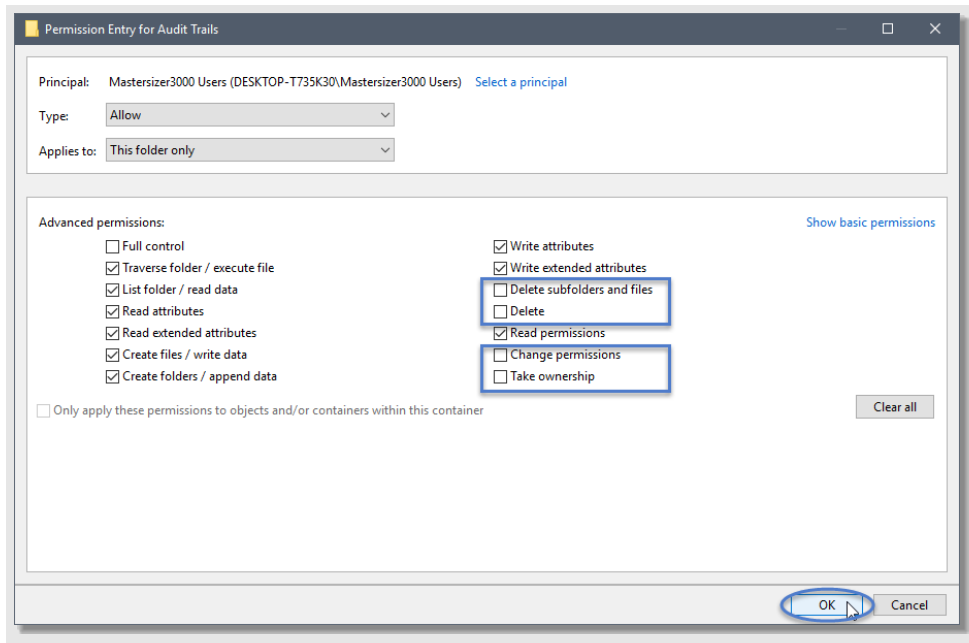 Permission Entry for Audit Trails
Principal: Mastersizer3000 Users (DESKTOP-T735K30\Mastersizer3000 Users) Select a principal
Type: Allow
Applies to: This folder only
Advanced permissions: Show basic permissions
Full control
Traverse folder / execute file
List folder / read data
Read attributes
Read extended attributes
Create files / write data
Create folders / append data
Write attributes
Write extended attributes
Delete subfolders and files
Delete
Read permissions
Change permissions
Take ownership
Only apply these permissions to objects and/or containers within this container
Clear all
OK Cancel